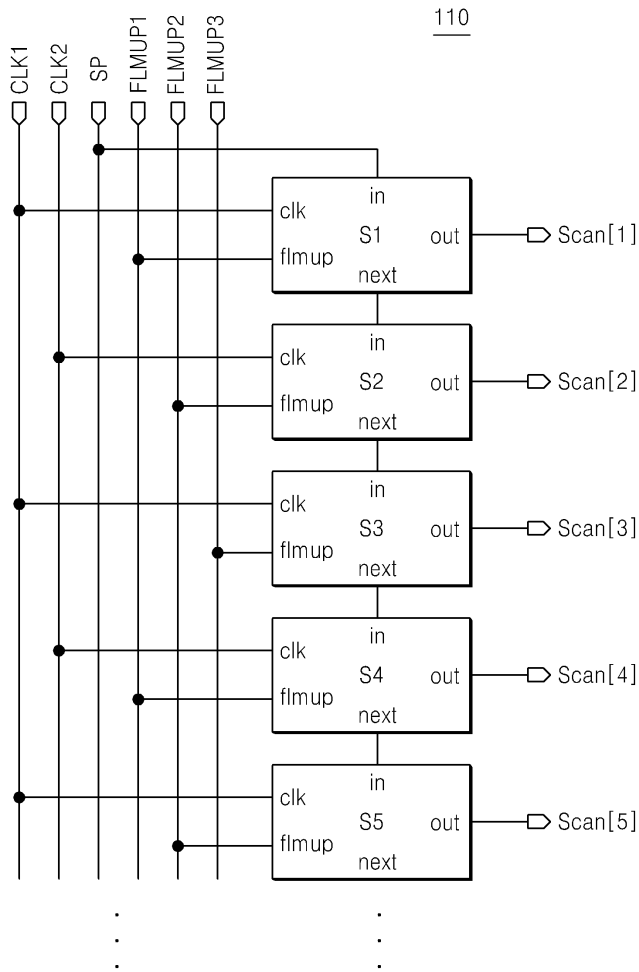 110
CLK1
CLK2
SP
FLMUP1
FLMUP2
FLMUP3
in
clk
S1
out
Scan[1]
flmup
next
in
clk
S2
out
Scan[2]
flmup
next
in
clk
S3
out
Scan[3]
flmup
next
in
clk
S4
out
Scan[4]
flmup
next
in
clk
S5
out
Scan[5]
flmup
next